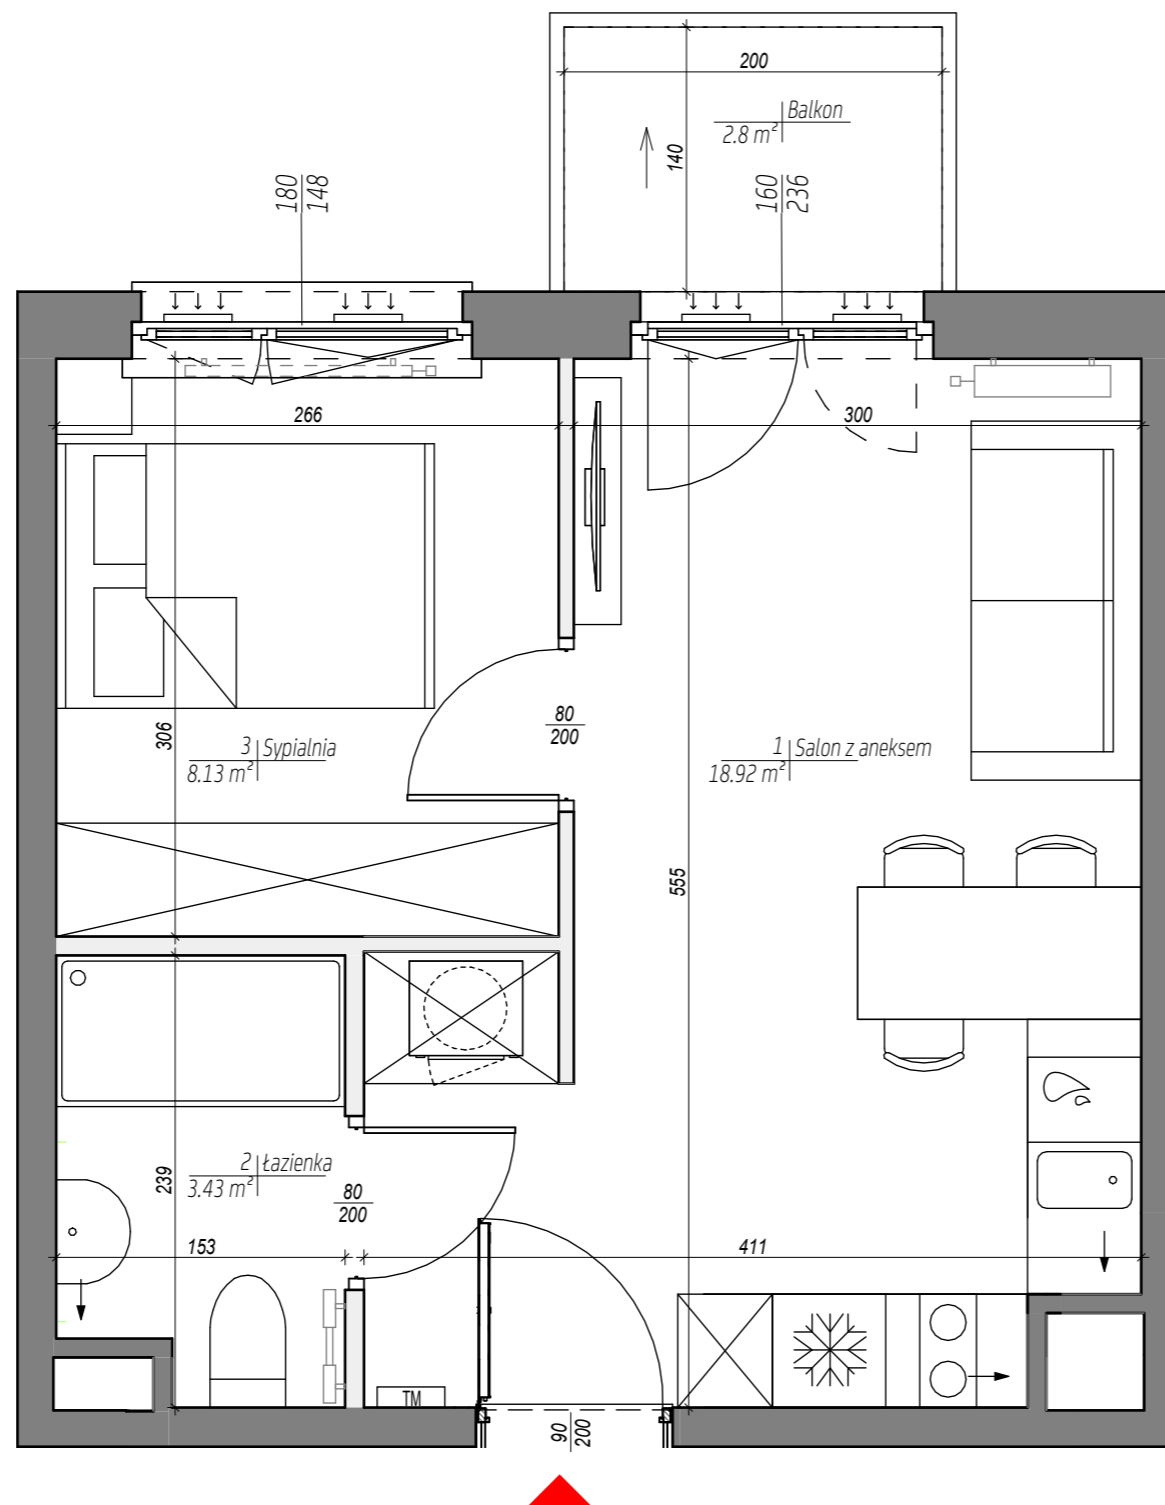 200
Balkon
2.8 m²
140
180
148
160
236
266
300
80
200
306
3 Sypialnia
8.13 m²
1 Salon z aneksem
18.92 m²
555
239
2 Łazienka
3.43 m²
80
200
153
411
TM
90
200